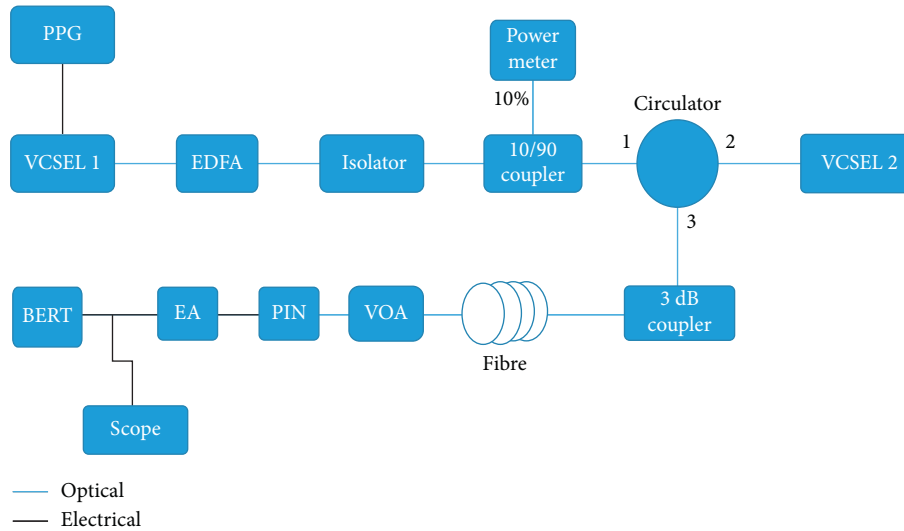 PPG
Power
meter
10%
Circulator
VCSEL 1
EDFA
Isolator
10/90
coupler
1
2
VCSEL 2
3
BERT
EA
PIN
VOA
3 dB
coupler
Fibre
Scope
Optical
Electrical